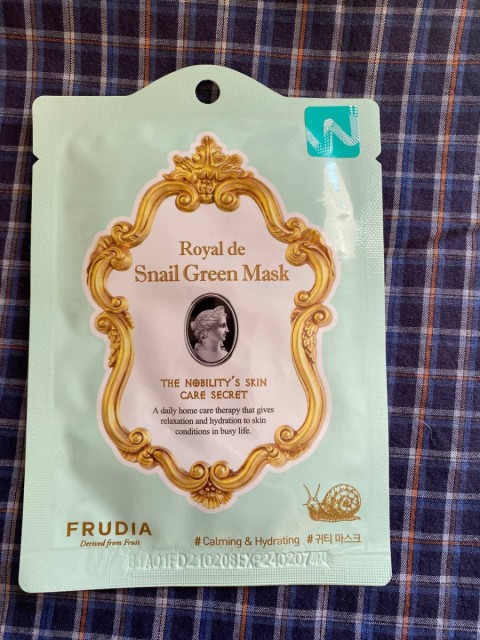 Royal de
Snail Green Mask
THE NOBILITY'S SKIN
CARE SECRET
A daily home care therapy that gives
relaxation and hydration to skin
conditions in busy life.
FRUDIA
Derived from Fruit
# Calming & Hydrating # 귀티 마스크